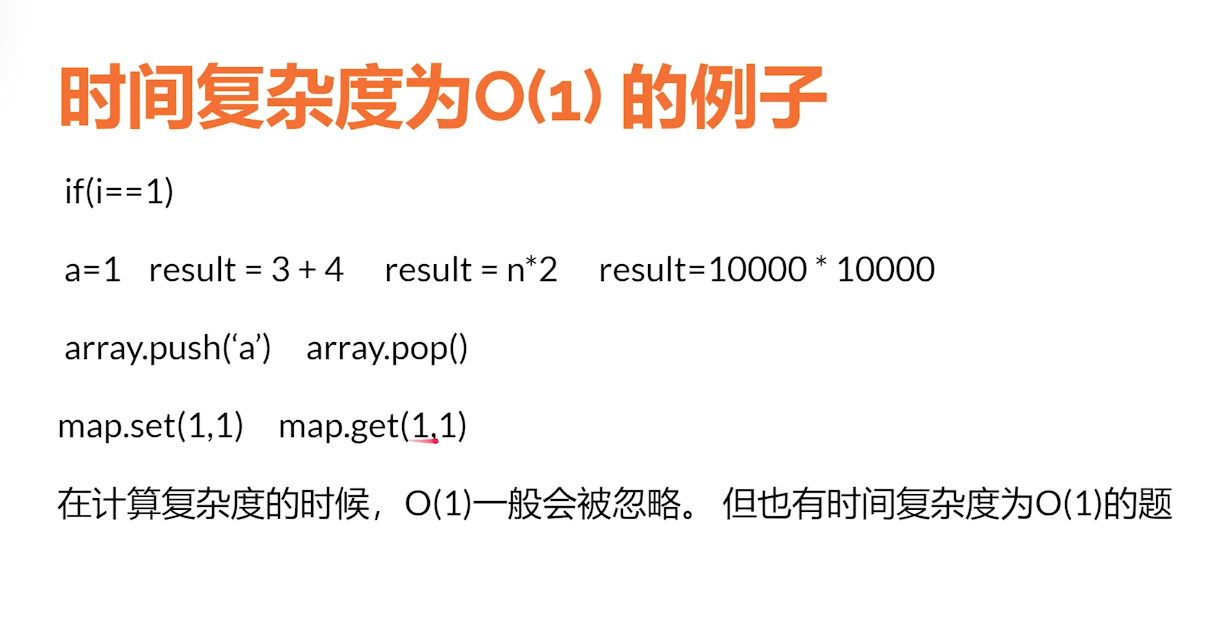 时间复杂度为O(1) 的例子
if(i==1)
a=1 result = 3 + 4 result = n*2 result=10000 * 10000
array.push(‘a’) array.pop()
map.set(1,1) map.get(1,1)
在计算复杂度的时候，O(1)一般会被忽略。 但也有时间复杂度为O(1)的题